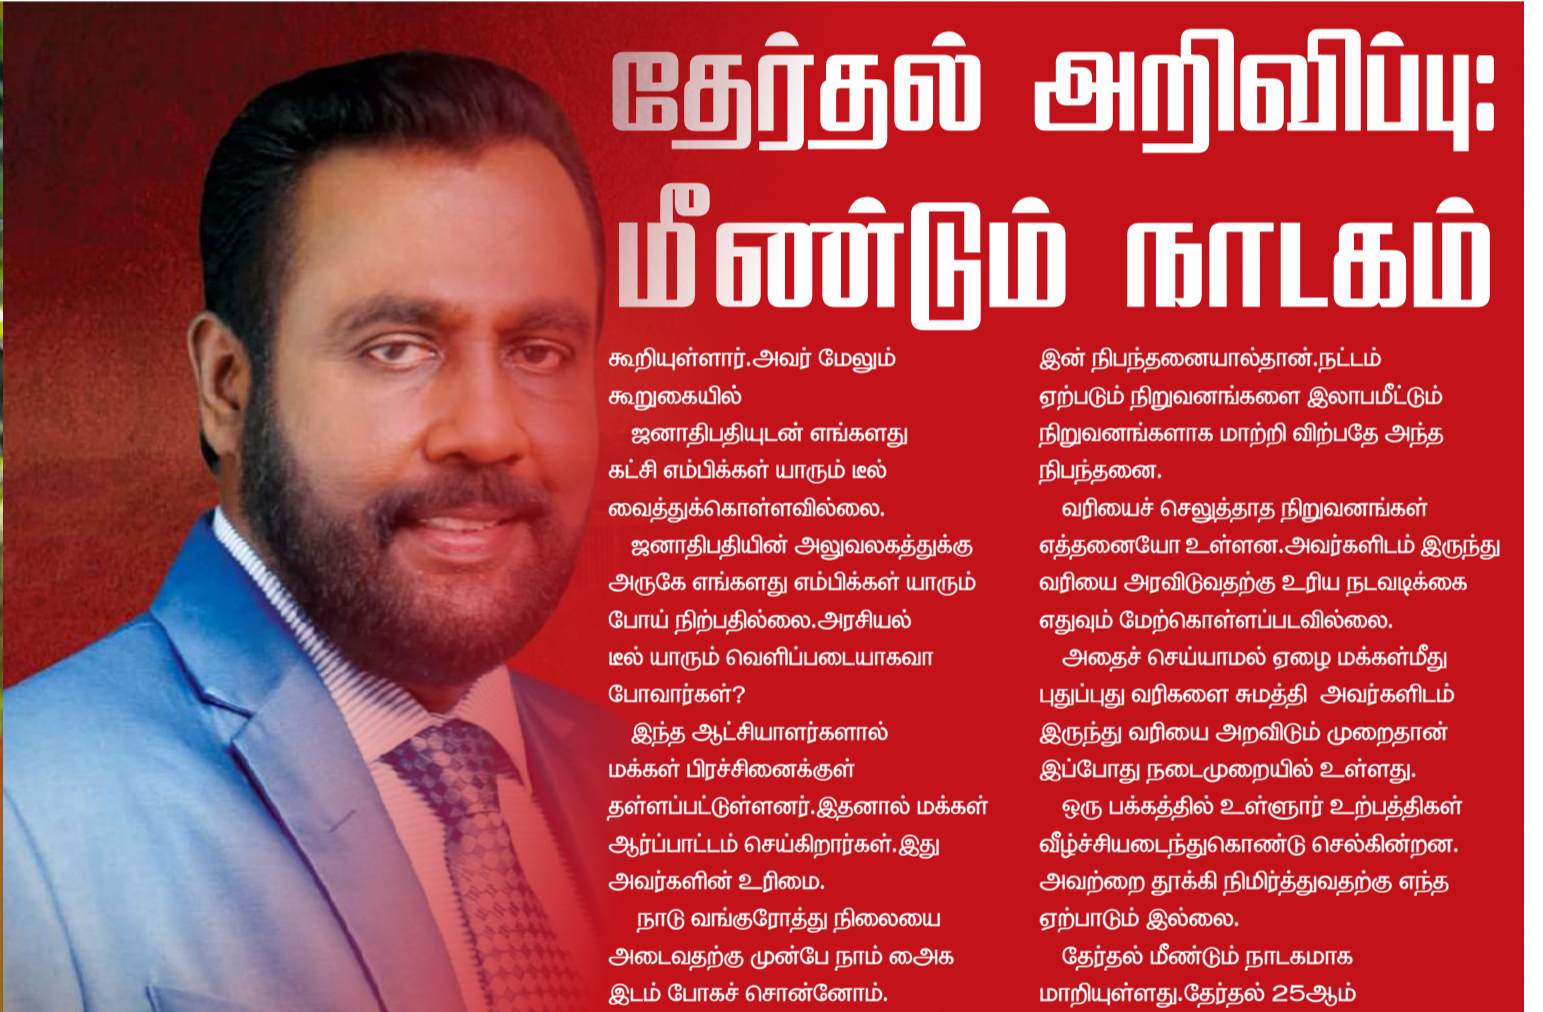 தேர்தல் அறிவிப்பு:
மீண்டும் நாடகம்
கூறியுள்ளார்.அவர் மேலும்
கூறுகையில்
ஜனாதிபதியுடன் எங்களது
கட்சி எம்பிக்கள் யாரும் டீல்
வைத்துக்கொள்ளவில்லை.
ஜனாதிபதியின் அலுவலகத்துக்கு
அருகே எங்களது எம்பிக்கள் யாரும்
போய் நிற்பதில்லை.அரசியல்
டீல் யாரும் வெளிப்படையாகவா
போவார்கள்?
இந்த ஆட்சியாளர்களால்
மக்கள் பிரச்சினைக்குள்
தள்ளப்பட்டுள்ளனர்.இதனால் மக்கள்
ஆர்ப்பாட்டம் செய்கிறார்கள்.இது
அவர்களின் உரிமை.
நாடு வங்குரோத்து நிலையை
அடைவதற்கு முன்பே நாம் ஐஅக
இடம் போகச் சொன்னோம்.
இன் நிபந்தனையால்தான்.நட்டம்
ஏற்படும் நிறுவனங்களை இலாபமீட்டும்
நிறுவனங்களாக மாற்றி விற்பதே அந்த
நிபந்தனை.
வரியைச் செலுத்தாத நிறுவனங்கள்
எத்தனையோ உள்ளன.அவர்களிடம் இருந்து
வரியை அரவிடுவதற்கு உரிய நடவடிக்கை
எதுவும் மேற்கொள்ளப்படவில்லை.
அதைச் செய்யாமல் ஏழை மக்கள்மீது
புதுப்புது வரிகளை சுமத்தி அவர்களிடம்
இருந்து வரியை அறவிடும் முறைதான்
இப்போது நடைமுறையில் உள்ளது.
ஒரு பக்கத்தில் உள்ளூார் உற்பத்திகள்
வீழ்ச்சியடைந்துகொண்டு செல்கின்றன.
அவற்றை தூக்கி நிமிர்த்துவதற்கு எந்த
ஏற்பாடும் இல்லை.
தேர்தல் மீண்டும் நாடகமாக
மாறியுள்ளது.தேர்தல் 25ஆம்